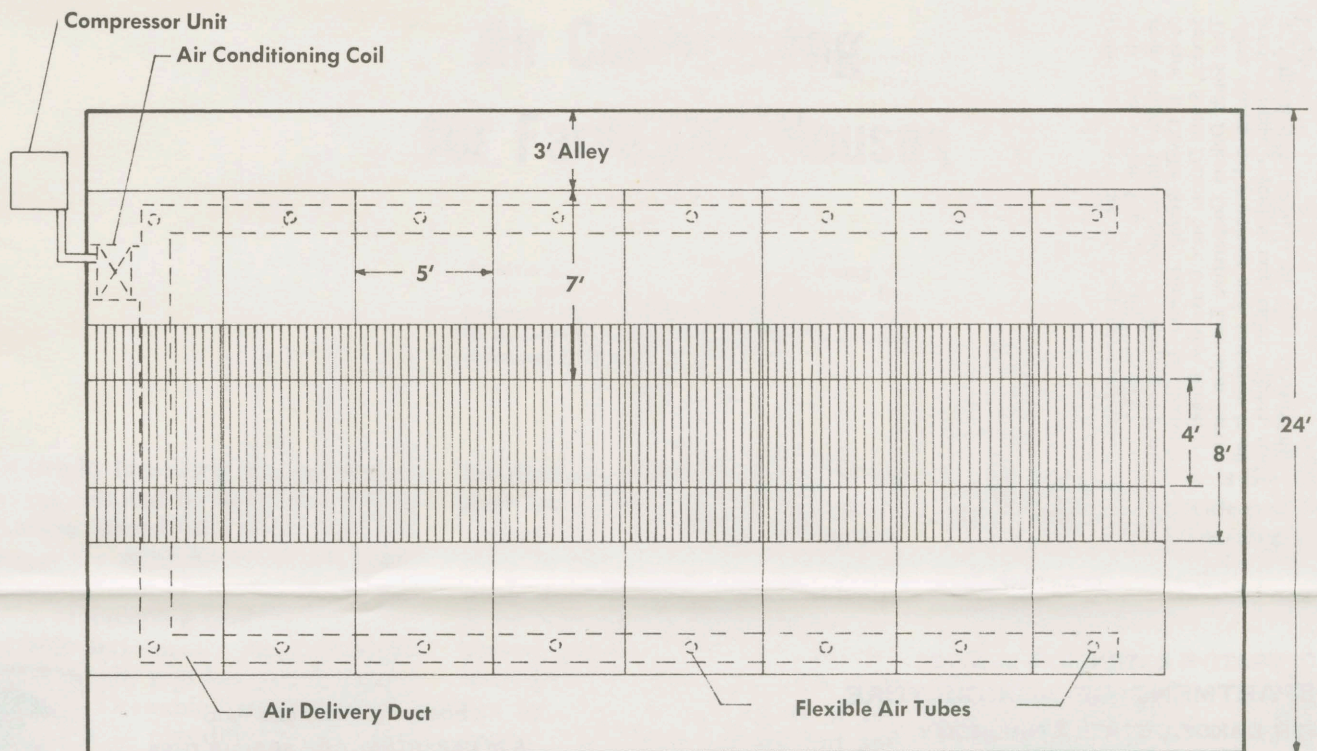 Compressor Unit
Air Conditioning Coil
3' Alley
5'
7'
4'
8'
24'
Air Delivery Duct
Flexible Air Tubes